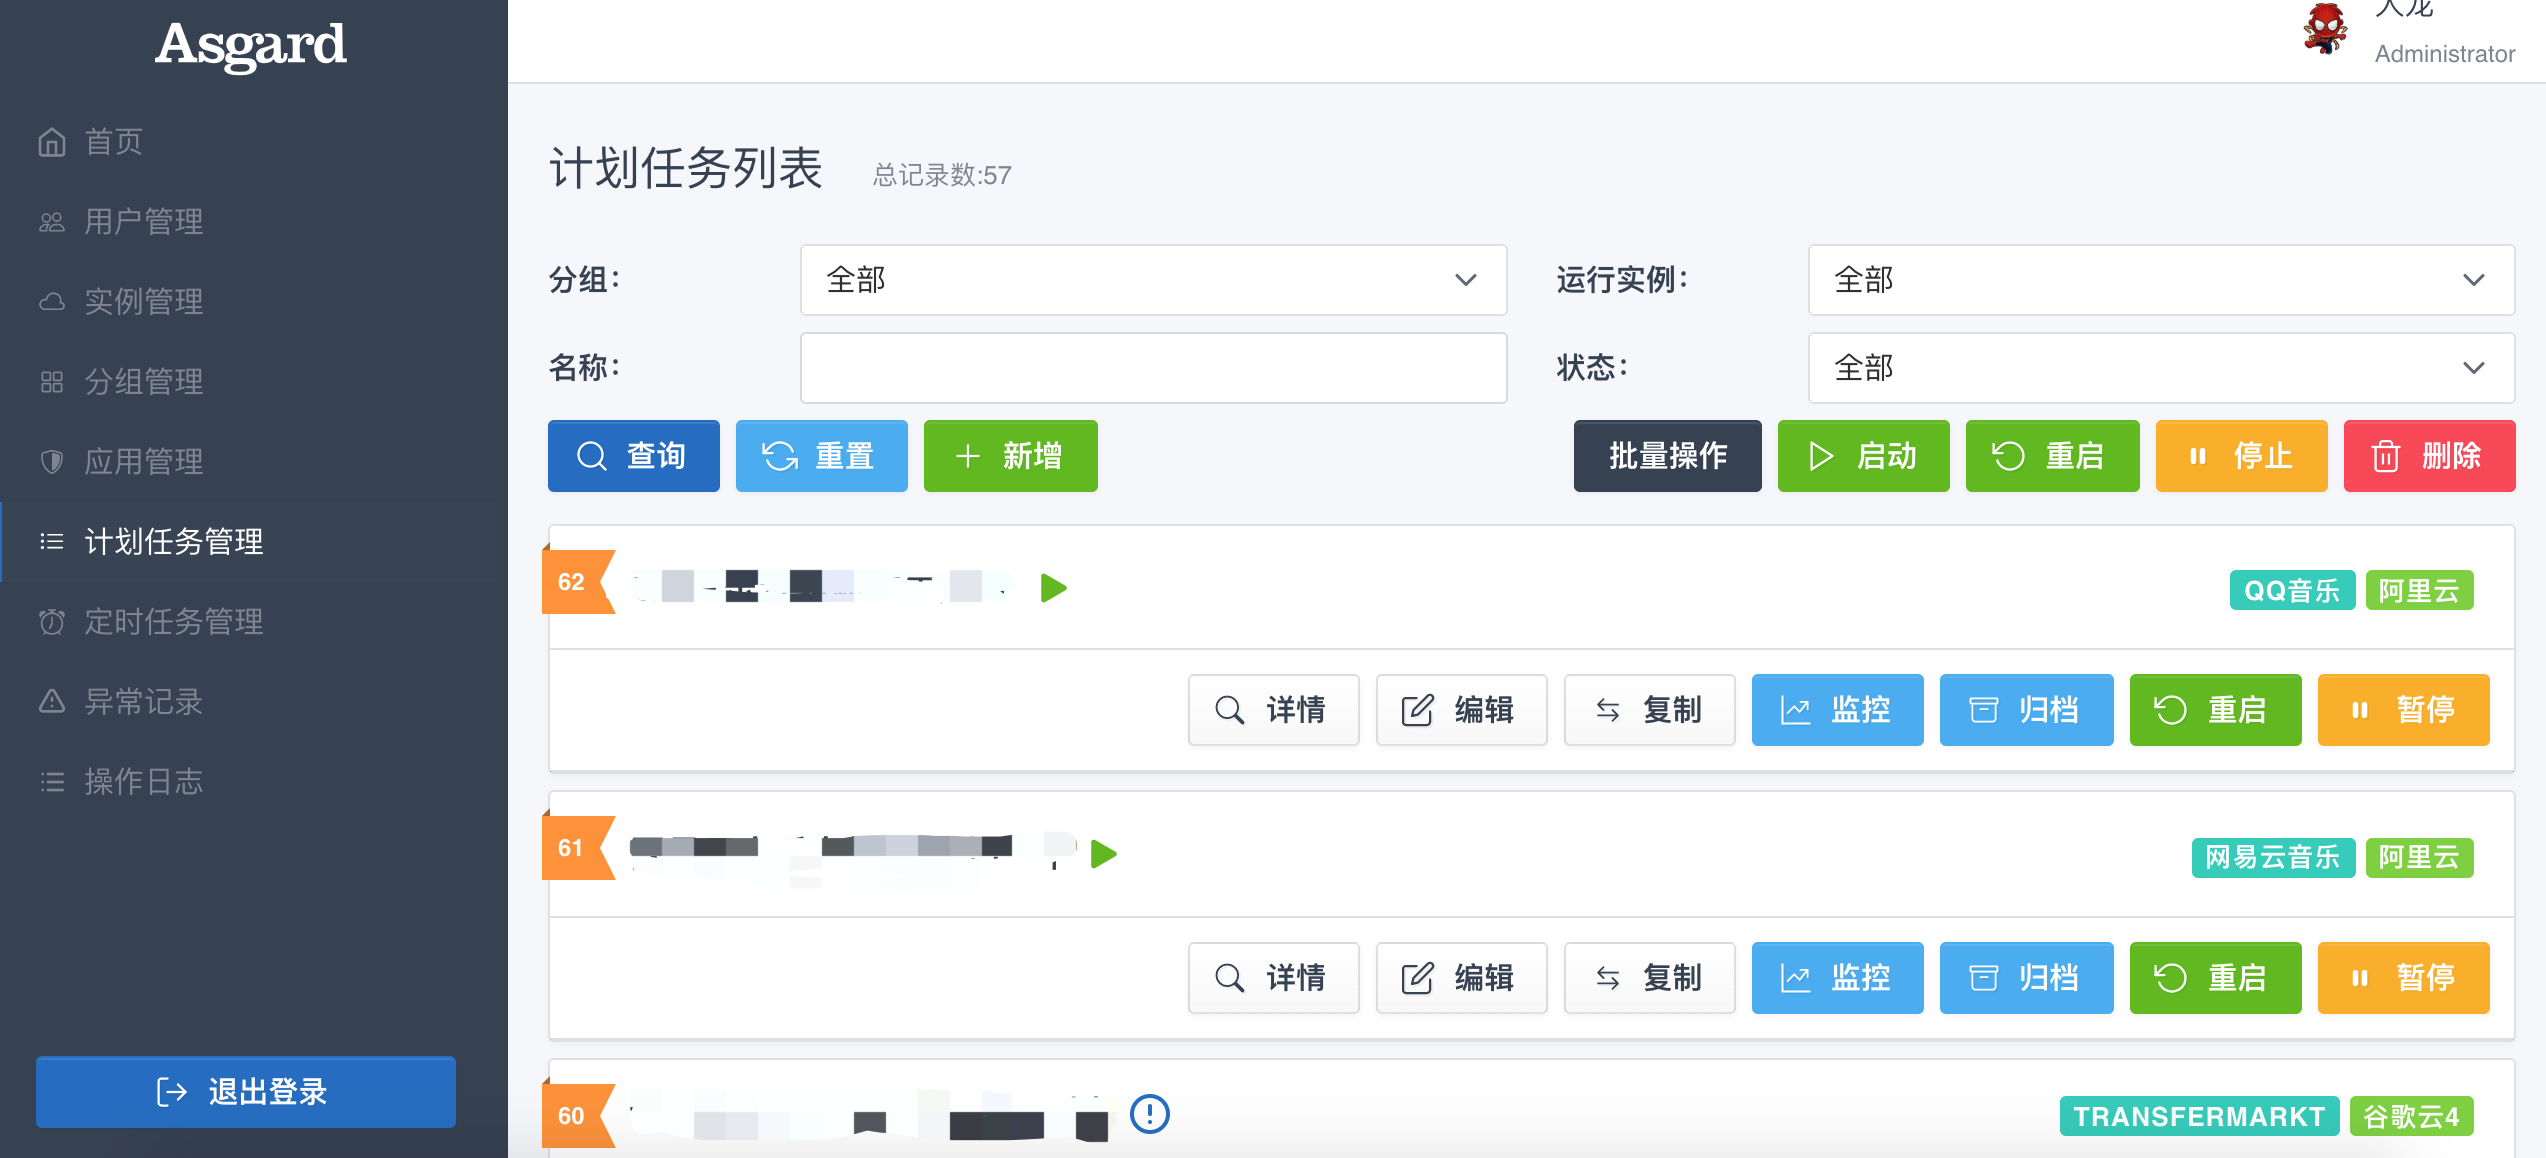 Asgard
首页
用户管理
实例管理
分组管理
应用管理
计划任务管理
定时任务管理
异常记录
操作日志
退出登录
Administrator
计划任务列表 总记录数:57
分组: 全部 运行实例: 全部
名称: 状态: 全部
查询 重置 新增 批量操作 启动 重启 停止 删除
62 QQ音乐 阿里云
详情 编辑 复制 监控 归档 重启 暂停
61 网易云音乐 阿里云
详情 编辑 复制 监控 归档 重启 暂停
60 TRANSFERMARKT 谷歌云4